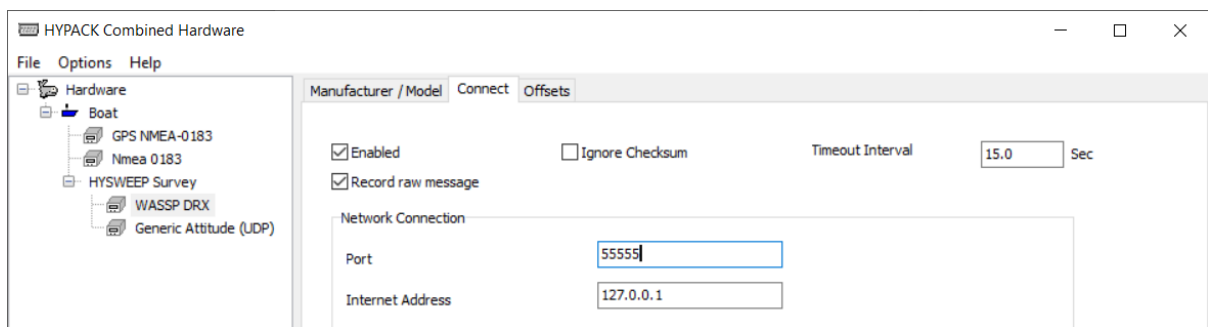 HYPACK Combined Hardware
File Options Help
Hardware
Boat
GPS NMEA-0183
Nmea 0183
HYSWEEP Survey
WASSP DRX
Generic Attitude (UDP)
Manufacturer / Model Connect Offsets
Enabled Ignore Checksum Timeout Interval 15.0 Sec
Record raw message
Network Connection
Port 55555
Internet Address 127.0.0.1